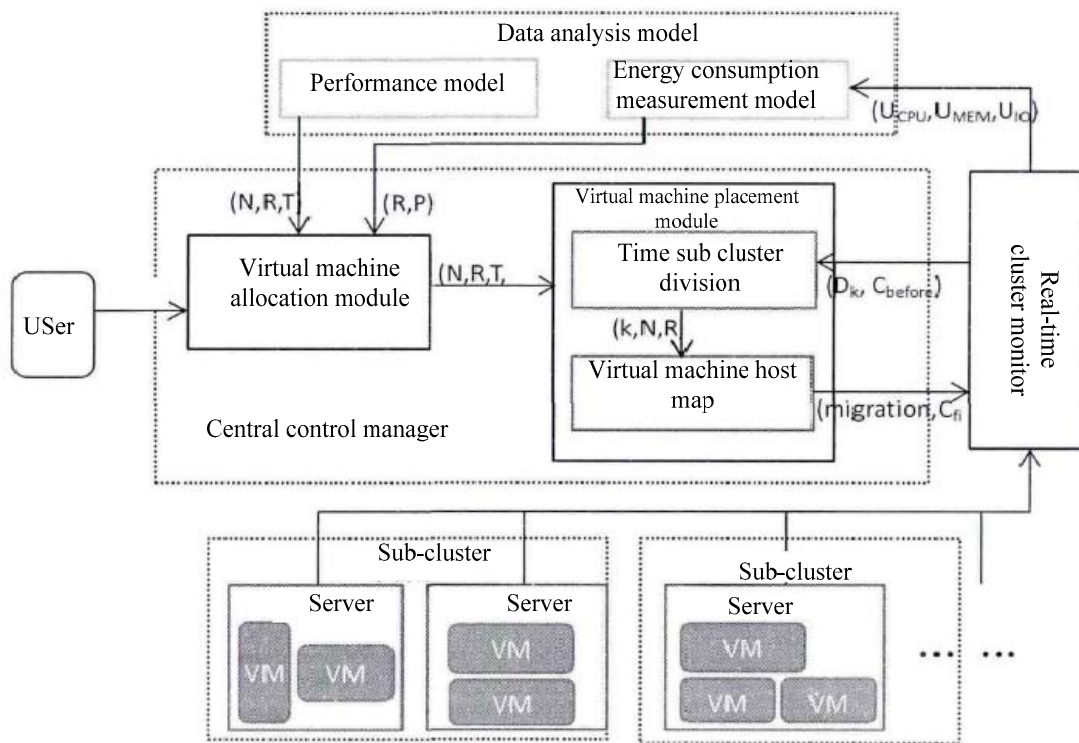 Data analysis model
Performance model
Energy consumption
measurement model
(U_CPU, U_MEM, U_IO)
(N,R,T
(R,P)
Virtual machine placement
module
Virtual machine
allocation module
(N,R,T,
Time sub cluster
division
(D_k, C_before,)
Real-time
cluster monitor
USer
(k,N,R
Virtual machine host
map
(migration,C_fi
Central control manager
Sub-cluster
Sub-cluster
Server
Server
Server
VM
VM
VM
VM
VM
VM
VM
... ...